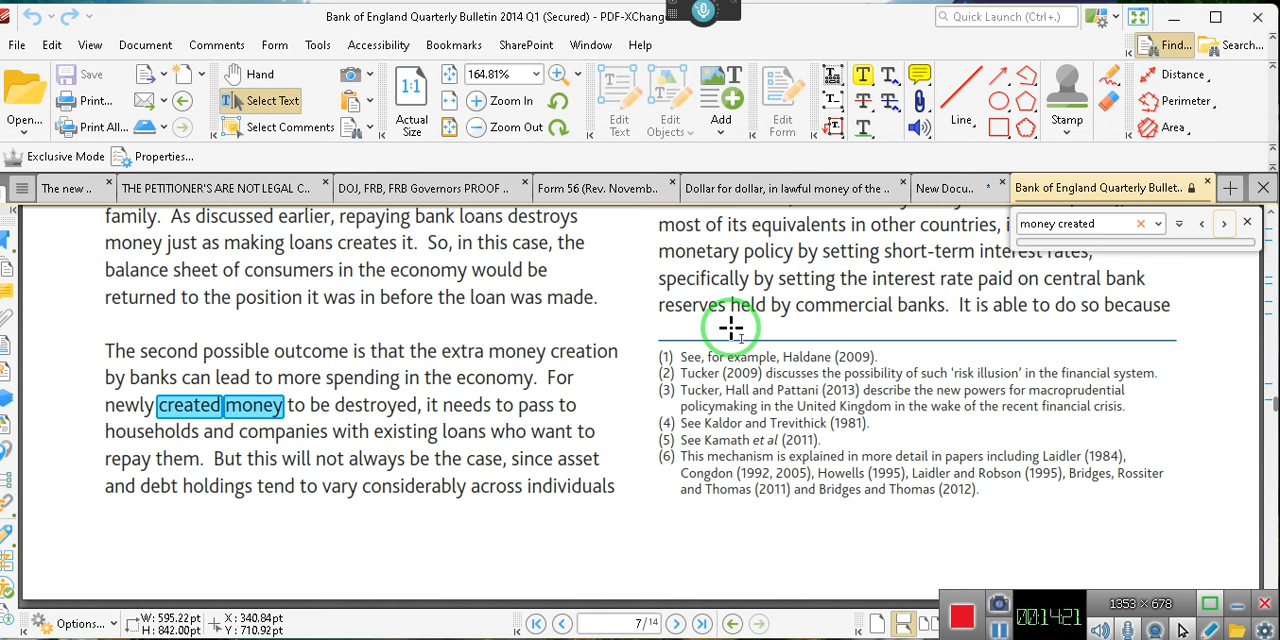 Bank of England Quarterly Bulletin 2014 Q1 (Secured) - PDF-XChan
Quick Launch (Ctrl+.)
File Edit View Document Comments Form Tools Accessibility Bookmarks SharePoint Window Help
Find... Search...
Open...
Save
Print...
Print All...
Hand
Select Text
Select Comments
1:1
Actual
Size
164.81%
Zoom In
Zoom Out
Edit
Text
Edit
Objects
Add
Edit
Form
Line,
Stamp
Distance
Perimeter
Area
Exclusive Mode Properties...
The new .. THE PETITIONER'S ARE NOT LEGAL C... DOJ, FRB, FRB Governors PROOF .. Form 56 (Rev. Novemb.. Dollar for dollar, in lawful money of the .. New Docu.. * Bank of England Quarterly Bullet..
money created
family. As discussed earlier, repaying bank loans destroys
money just as making loans creates it. So, in this case, the
balance sheet of consumers in the economy would be
returned to the position it was in before the loan was made.
The second possible outcome is that the extra money creation
by banks can lead to more spending in the economy. For
newly created money to be destroyed, it needs to pass to
households and companies with existing loans who want to
repay them. But this will not always be the case, since asset
and debt holdings tend to vary considerably across individuals
most of its equivalents in other countries, i
monetary policy by setting short-term interest rates,
specifically by setting the interest rate paid on central bank
reserves held by commercial banks. It is able to do so because
(1) See, for example, Haldane (2009).
(2) Tucker (2009) discusses the possibility of such ‘risk illusion’ in the financial system.
(3) Tucker, Hall and Pattani (2013) describe the new powers for macroprudential
policymaking in the United Kingdom in the wake of the recent financial crisis.
(4) See Kaldor and Trevithick (1981).
(5) See Kamath et al (2011).
(6) This mechanism is explained in more detail in papers including Laidler (1984),
Congdon (1992, 2005), Howells (1995), Laidler and Robson (1995), Bridges, Rossiter
and Thomas (2011) and Bridges and Thomas (2012).
Options...
W: 595.22pt
H: 842.00pt
X: 340.84pt
Y: 710.92pt
7 / 14
00:14:21
1353 × 678